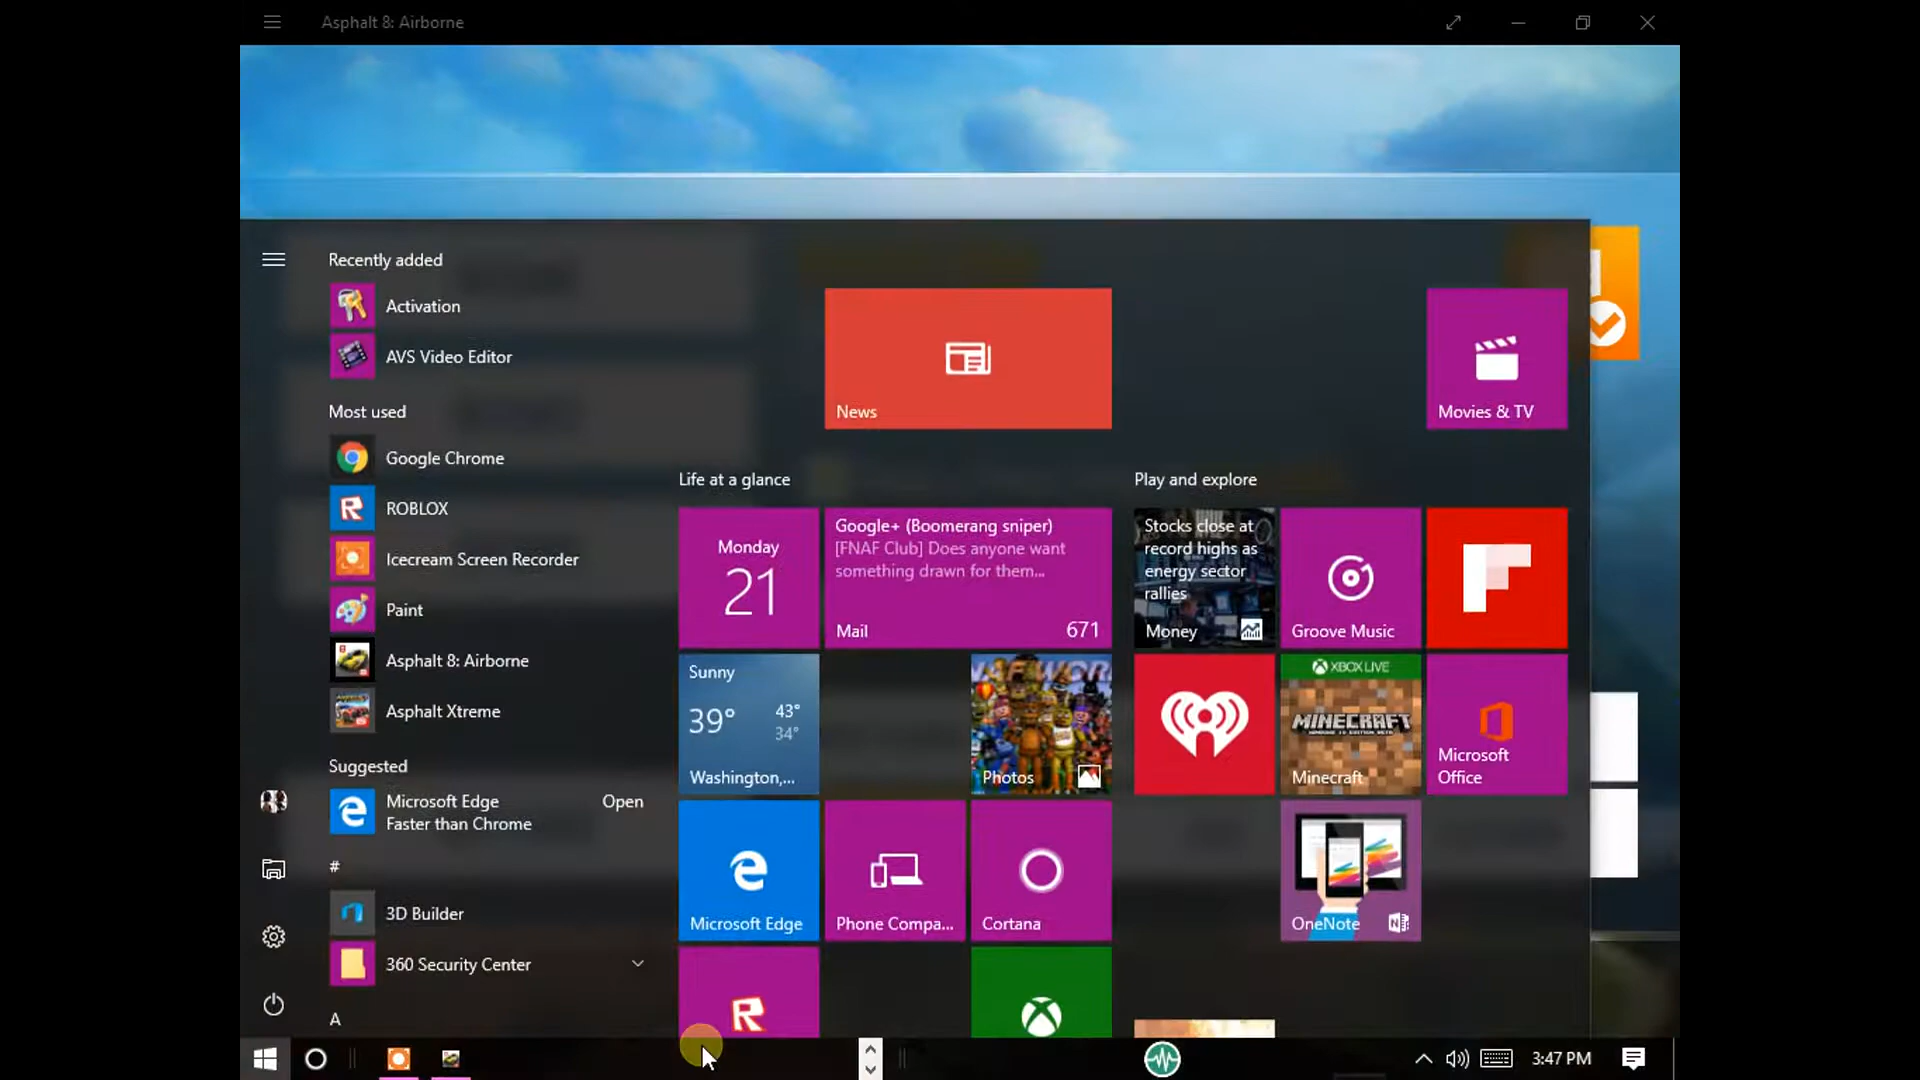 Asphalt 8: Airborne
Recently added
Activation
AVS Video Editor
Most used
Google Chrome
ROBLOX
Icecream Screen Recorder
Paint
Asphalt 8: Airborne
Asphalt Xtreme
Suggested
Microsoft Edge
Faster than Chrome
Open
#
3D Builder
360 Security Center
A
News
Movies & TV
Life at a glance
Monday
21
Google+ (Boomerang sniper)
[FNAF Club] Does anyone want
something drawn for them...
Mail
671
Sunny
39°
43°
34°
Washington,...
Photos
Microsoft Edge
Phone Compa...
Cortana
Play and explore
Stocks close at
record highs as
energy sector
rallies
Money
Groove Music
XBOX LIVE
MINECRAFT
Minecraft
Microsoft
Office
OneNote
3:47 PM